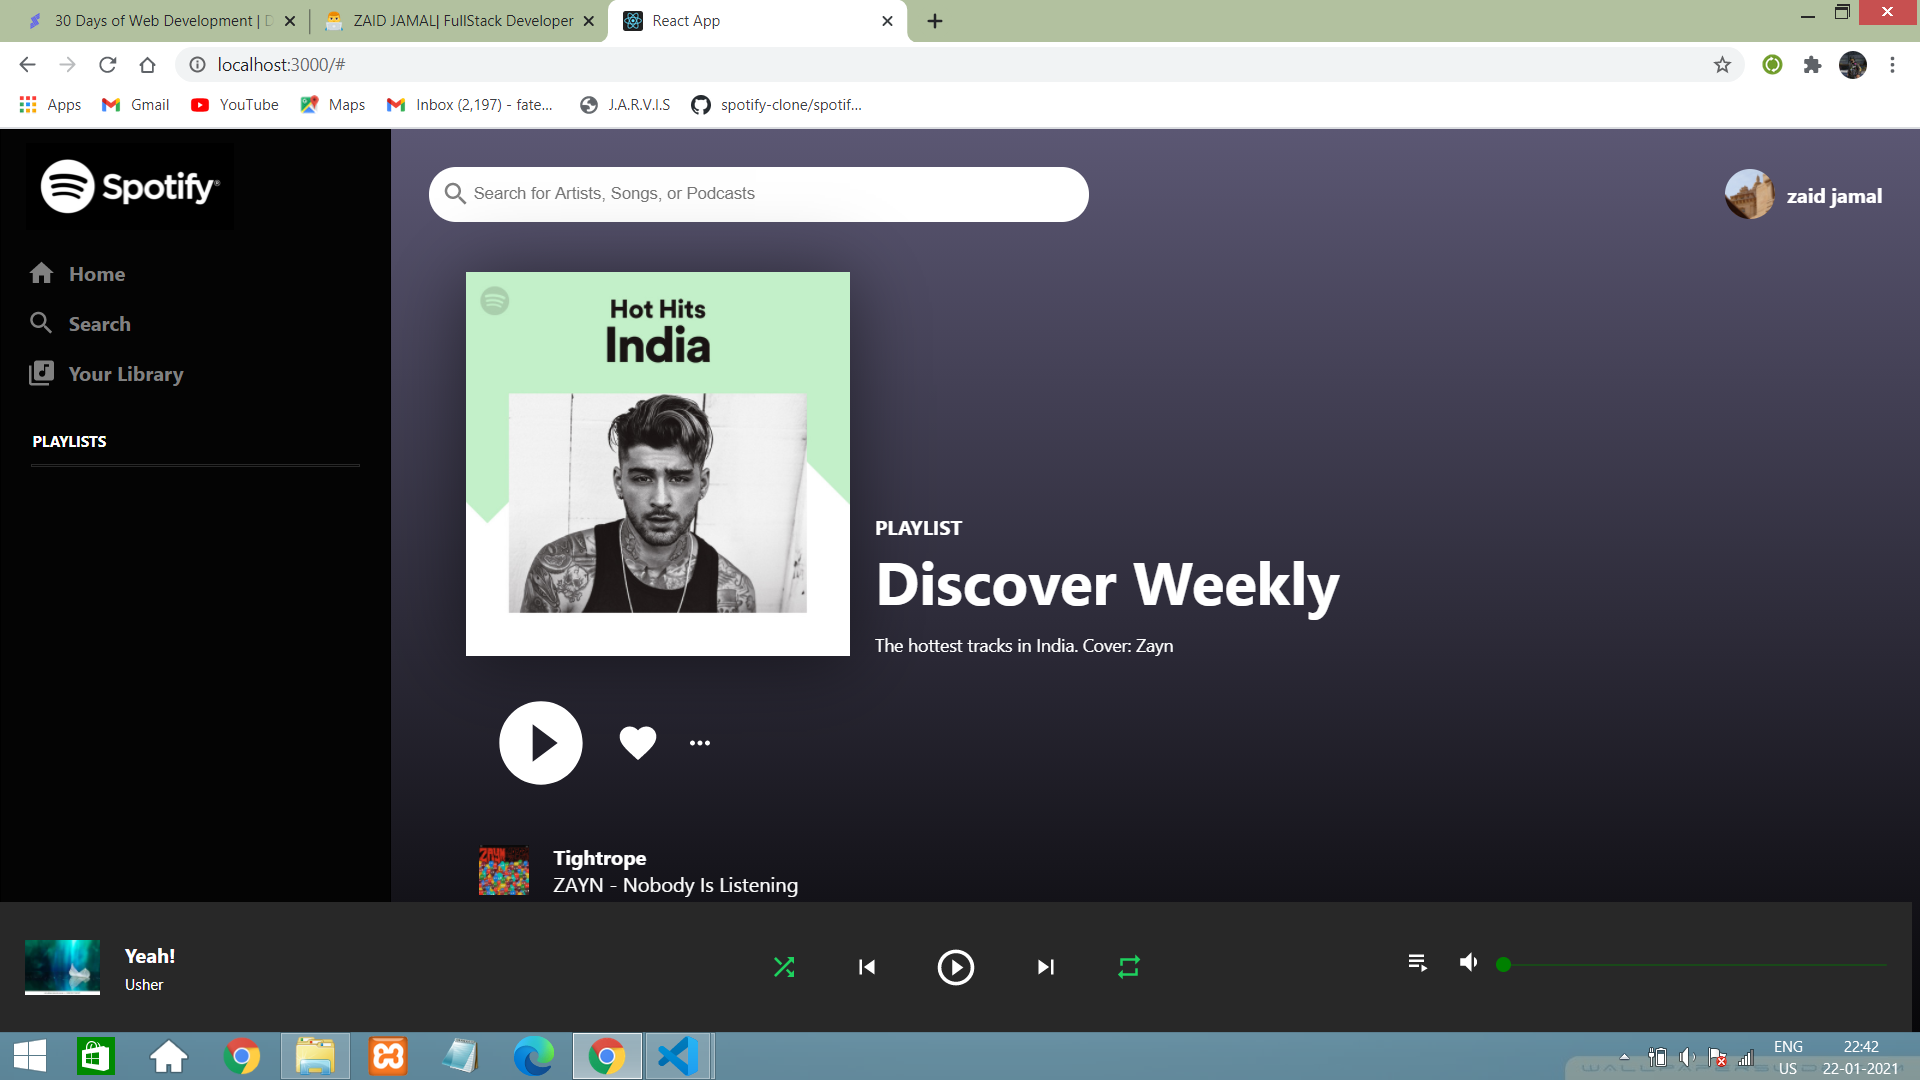 30 Days of Web Development | D
ZAID JAMAL| FullStack Developer
React App
localhost:3000/#
Apps
Gmail
YouTube
Maps
Inbox (2,197) - fate...
J.A.R.V.I.S
spotify-clone/spotif...
Spotify®
Search for Artists, Songs, or Podcasts
zaid jamal
Home
Search
Your Library
PLAYLISTS
Hot Hits
India
PLAYLIST
Discover Weekly
The hottest tracks in India. Cover: Zayn
ZAYN
Tightrope
ZAYN - Nobody Is Listening
Yeah!
Usher
ENG
US
22:42
22-01-2021